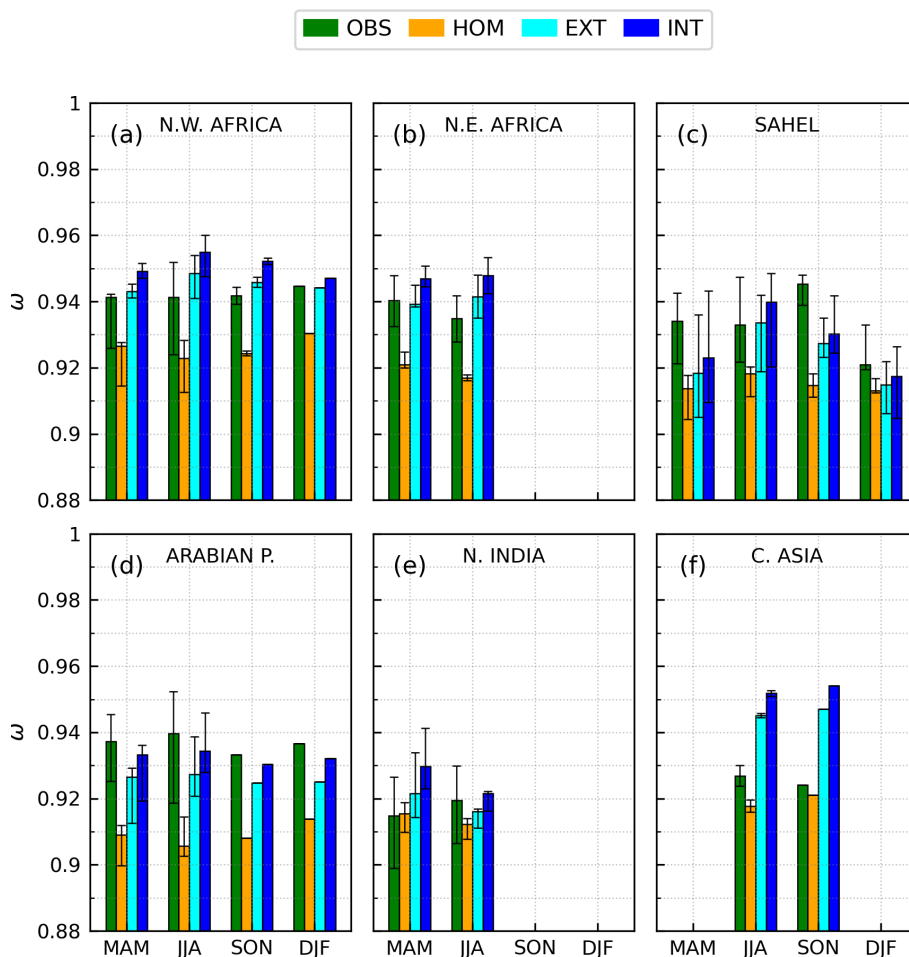 OBS HOM EXT INT
(a) N.W. AFRICA
(b) N.E. AFRICA
(c) SAHEL
1
0.98
0.96
0.94
0.92
0.9
0.88
ω
(d) ARABIAN P.
(e) N. INDIA
(f) C. ASIA
1
0.98
0.96
0.94
0.92
0.9
0.88
ω
MAM JJA SON DJF
MAM JJA SON DJF
MAM JJA SON DJF